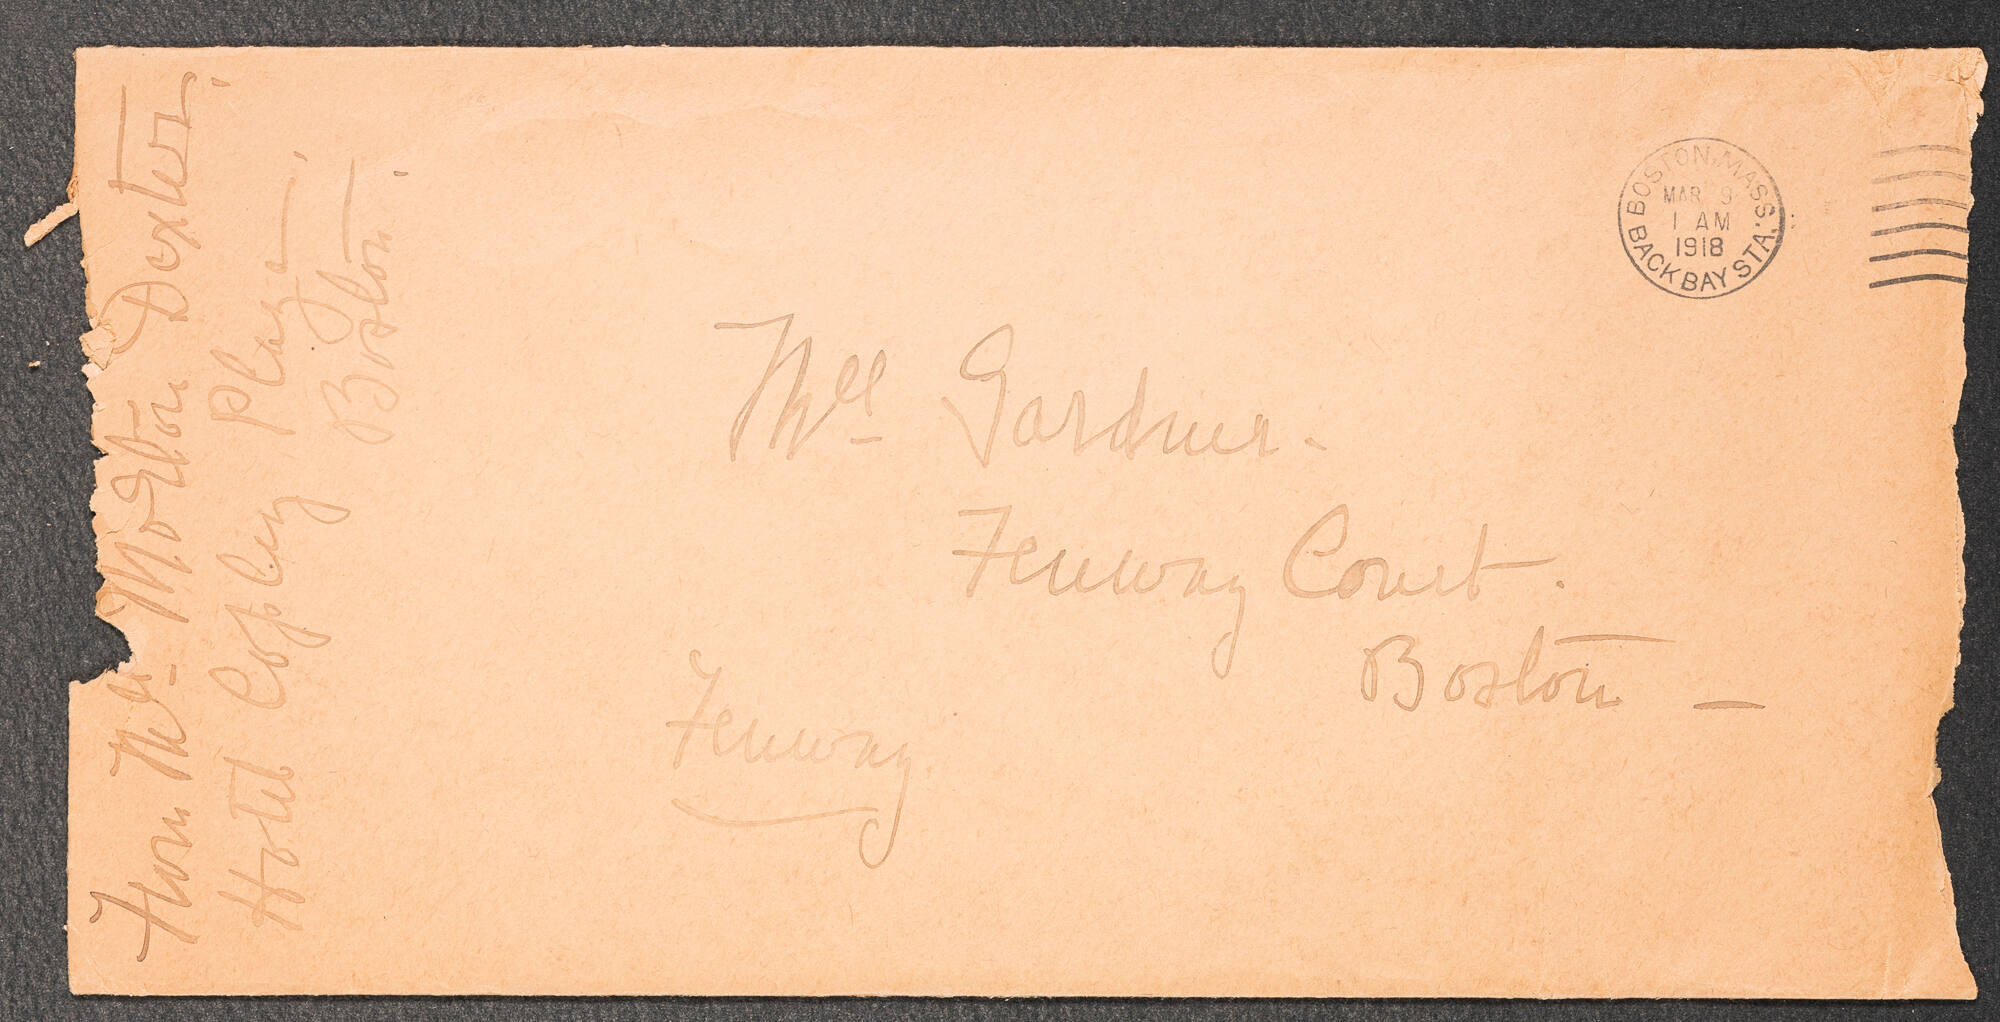 From Mrs. Morton Dexter.
Hotel Copley Plaza.
Boston.
BOSTON, MASS.
MAR 9
1 AM
1918
BACK BAY STA.
Mrs. Gardner.
Fenway Court.
Boston —
Fenway